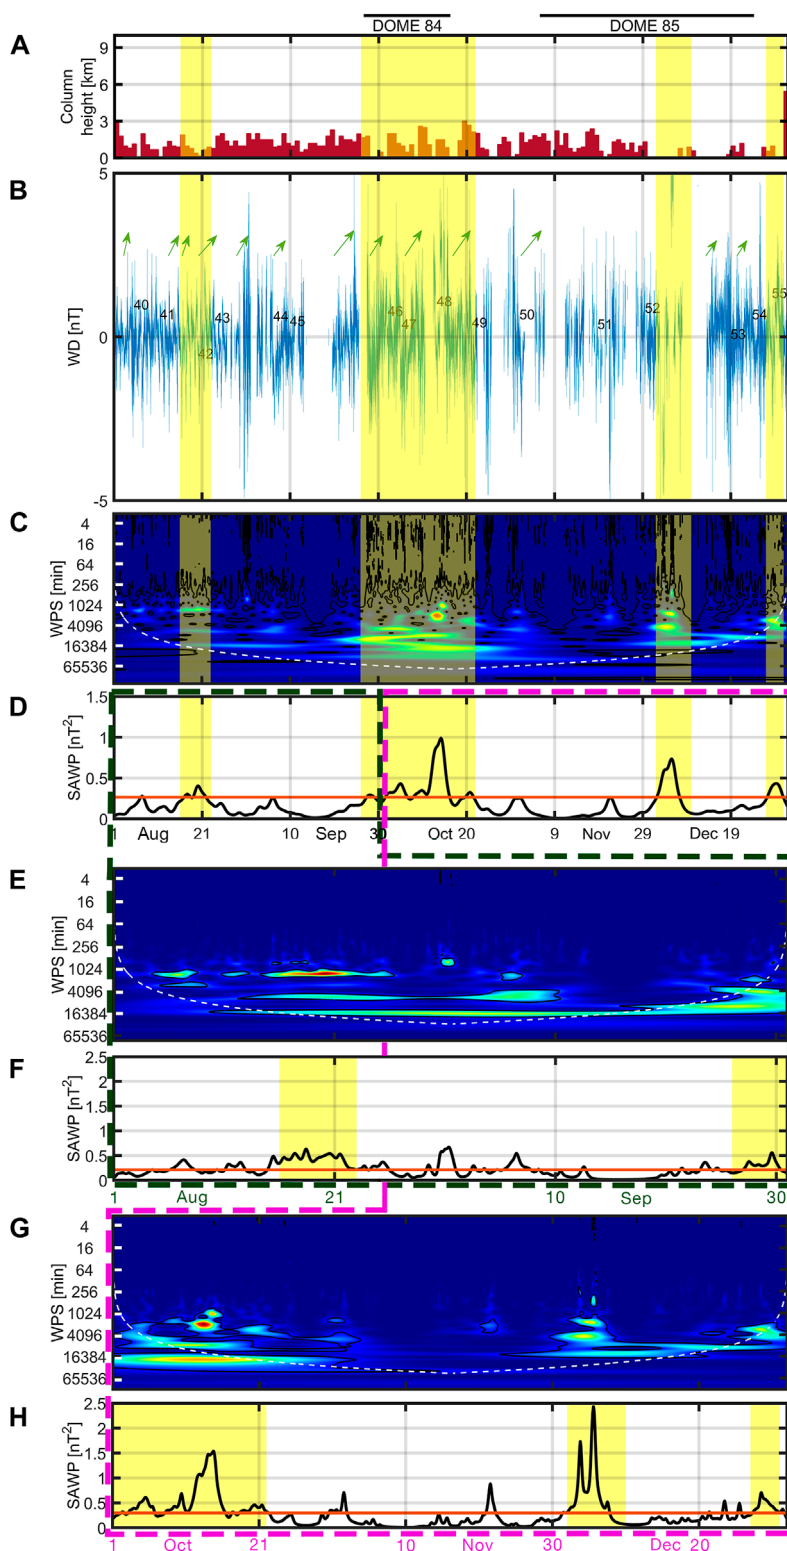 DOME 84 DOME 85
A
Column height [km]
9
6
3
0
B
WD [nT]
5
0
-5
40 41 42 43 44 45 46 47 48 49 50 51 52 53 54 55
C
WPS [min]
4
16
64
256
1024
4096
16384
65536
D
SAWP [nT2]
1.5
1
0.5
0
1 Aug 21 10 Sep 30 Oct 20 9 Nov 29 Dec 19
E
WPS [min]
4
16
64
256
1024
4096
16384
65536
F
SAWP [nT2]
2.5
2
1.5
1
0.5
0
1 Aug 21 10 Sep 30
G
WPS [min]
4
16
64
256
1024
4096
16384
65536
H
SAWP [nT2]
2.5
2
1.5
1
0.5
0
1 Oct 21 10 Nov 30 Dec 20